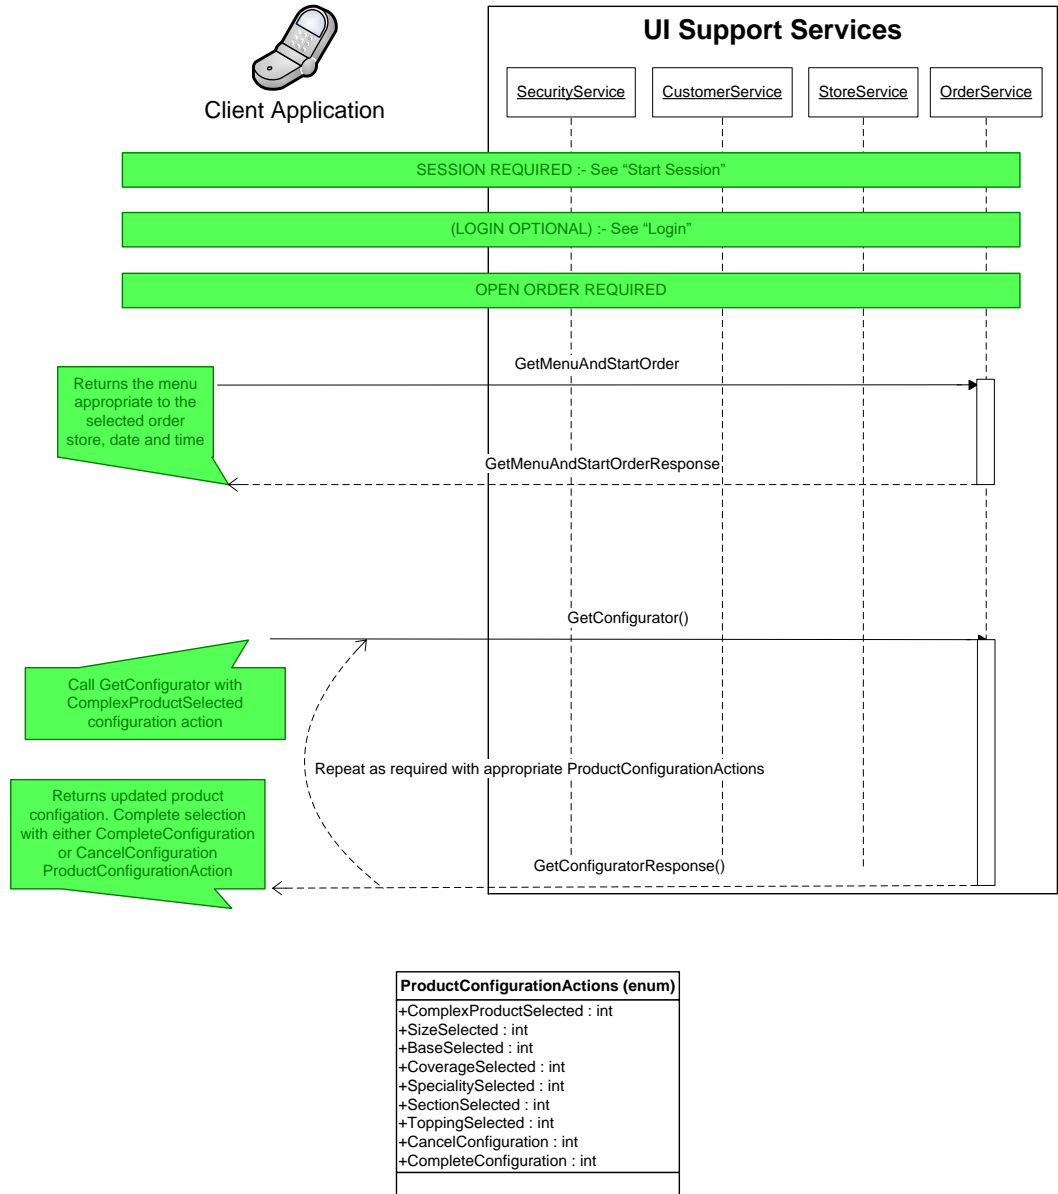 UI Support Services
Client Application
SecurityService
CustomerService
StoreService
OrderService
SESSION REQUIRED :- See “Start Session”
(LOGIN OPTIONAL) :- See “Login”
OPEN ORDER REQUIRED
GetMenuAndStartOrder
Returns the menu
appropriate to the
selected order
store, date and time
GetMenuAndStartOrderResponse
GetConfigurator()
Call GetConfigurator with
ComplexProductSelected
configuration action
Repeat as required with appropriate ProductConfigurationActions
Returns updated product
configation. Complete selection
with either CompleteConfiguration
or CancelConfiguration
ProductConfigurationAction
GetConfiguratorResponse()
ProductConfigurationActions (enum)
+ComplexProductSelected : int
+SizeSelected : int
+BaseSelected : int
+CoverageSelected : int
+SpecialitySelected : int
+SectionSelected : int
+ToppingSelected : int
+CancelConfiguration : int
+CompleteConfiguration : int